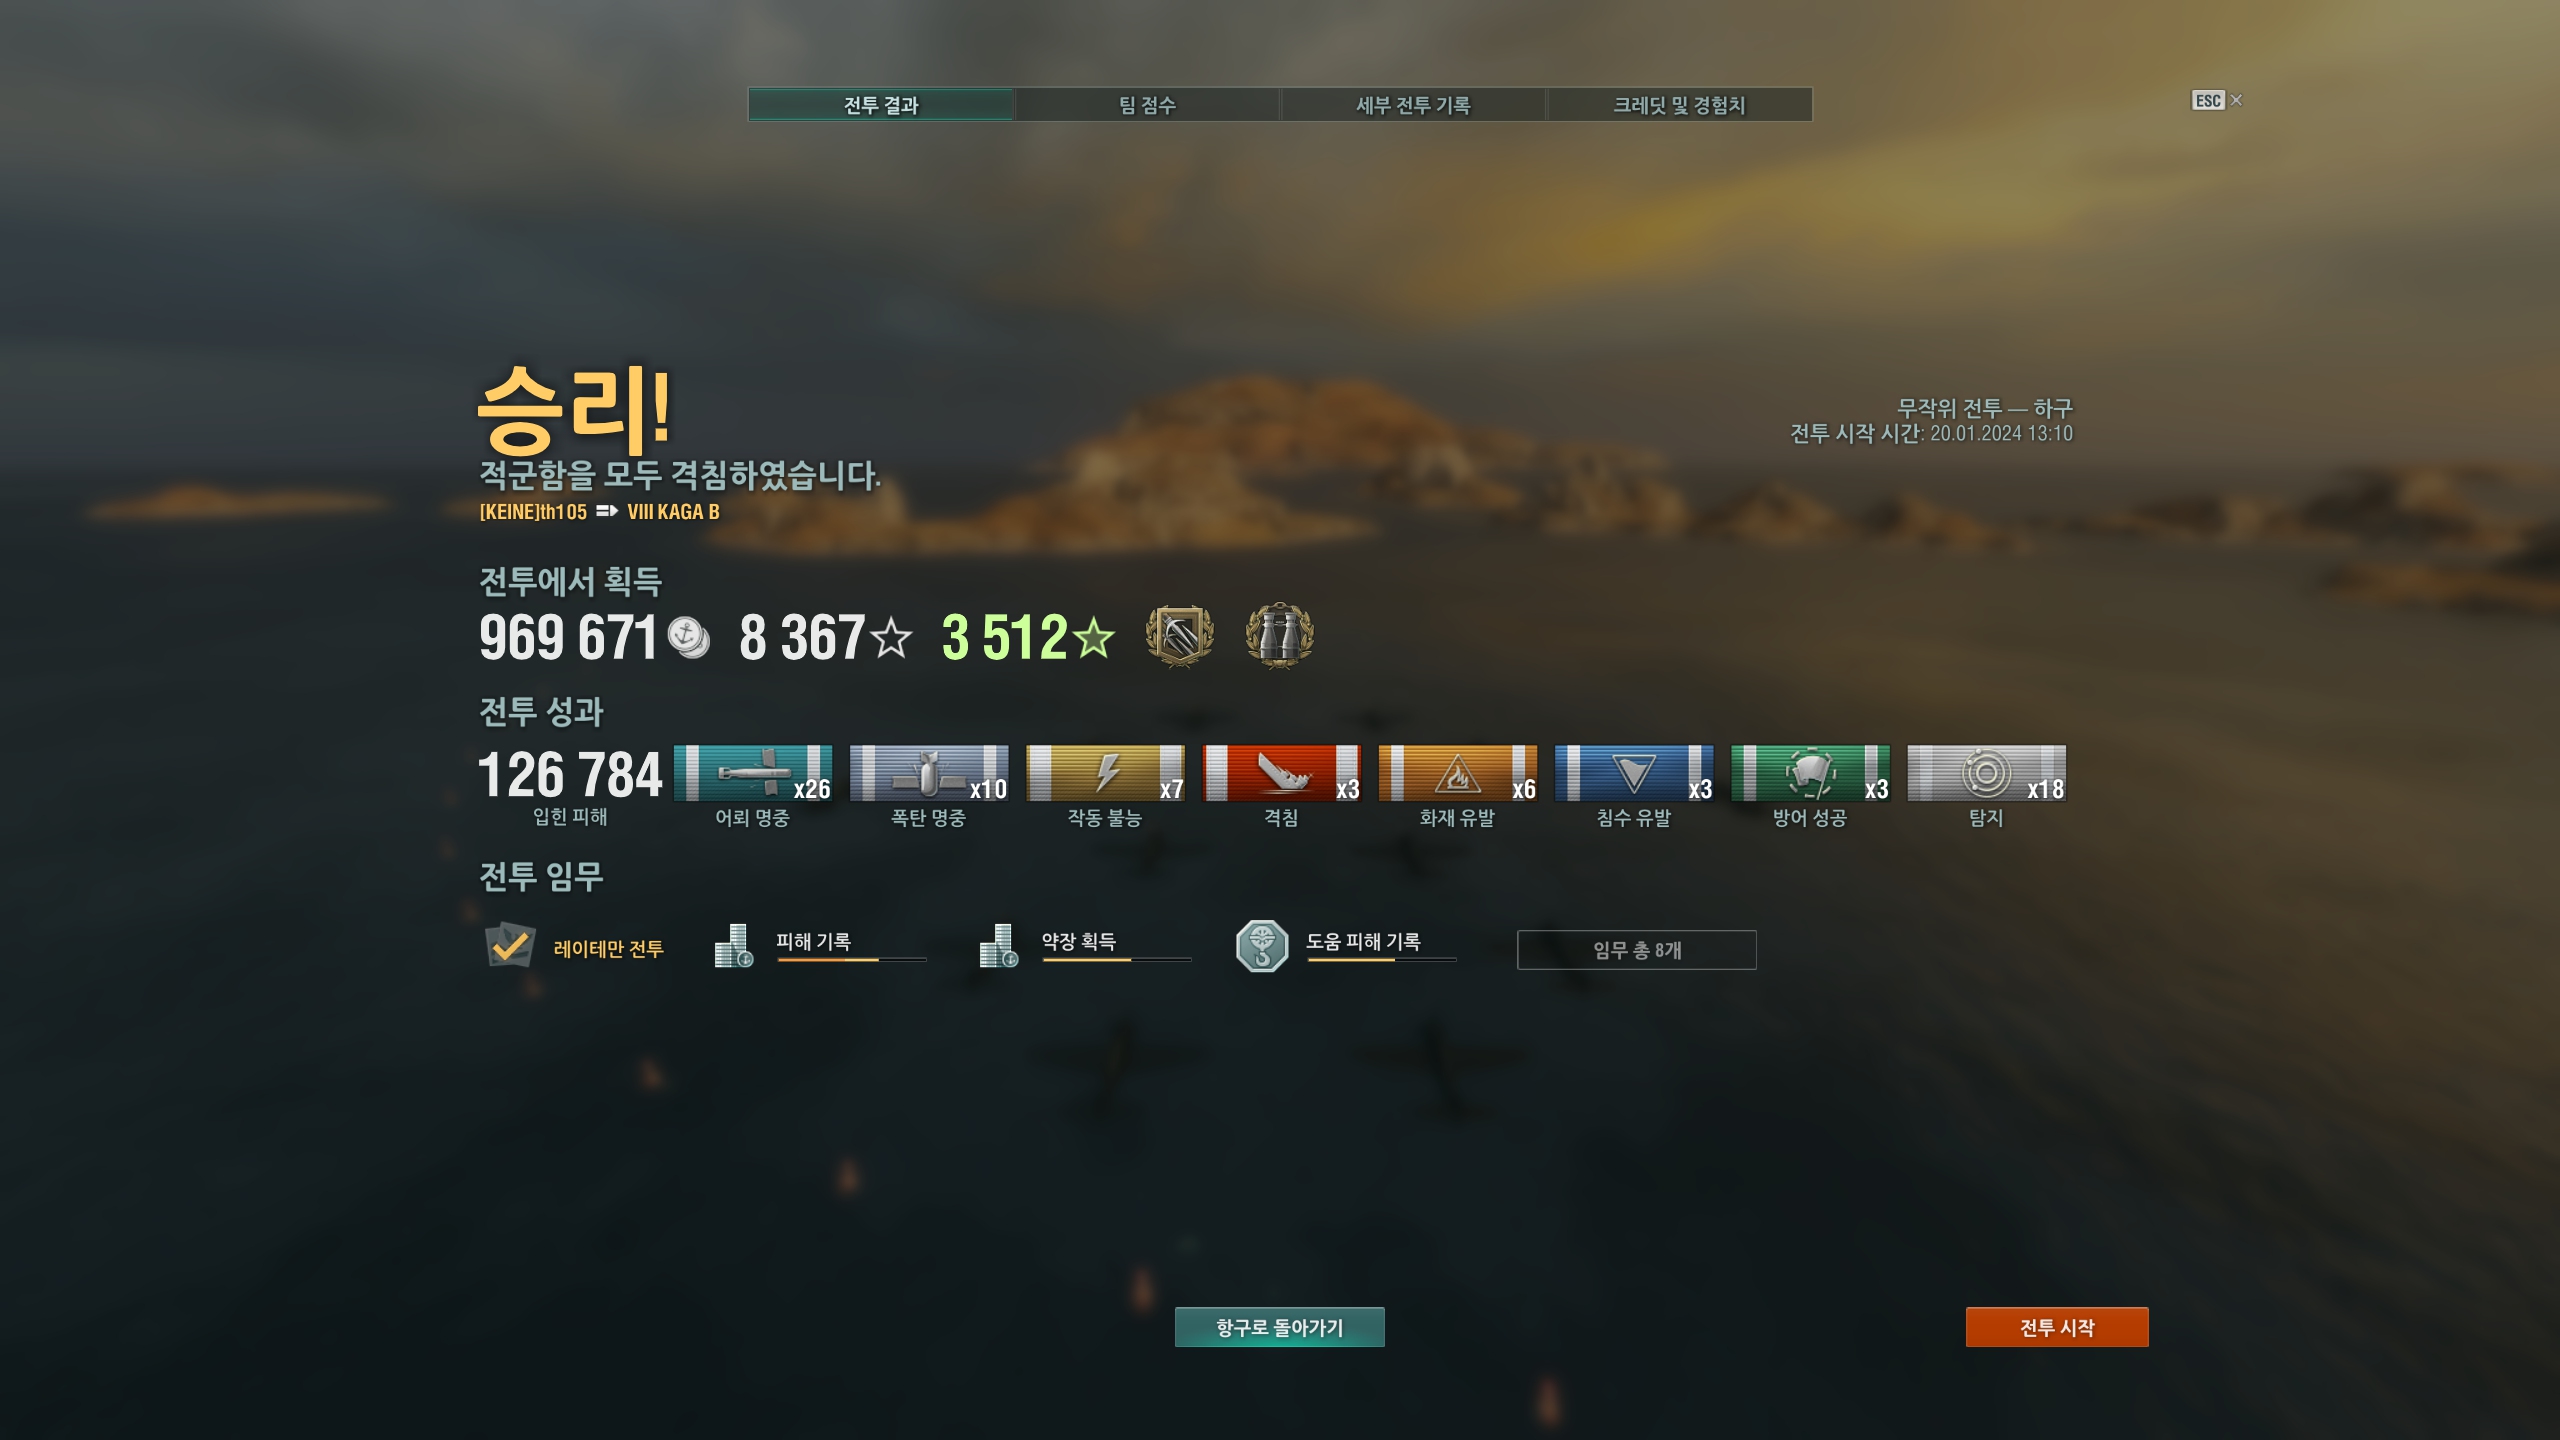 전투 결과
팀 점수
세부 전투 기록
크레딧 및 경험치
ESC ×
승리!
무작위 전투 — 하구
전투 시작 시간: 20.01.2024 13:10
적군함을 모두 격침하였습니다.
[KEINE]th105 VIII KAGA B
전투에서 획득
969 671 8 367 3 512
전투 성과
126 784 x26 x10 x7 x3 x6 x3 x3 x18
입힌 피해 어뢰 명중 폭탄 명중 작동 불능 격침 화재 유발 침수 유발 방어 성공 탐지
전투 임무
레이테만 전투
피해 기록
약장 획득
도움 피해 기록
임무 총 8개
항구로 돌아가기
전투 시작